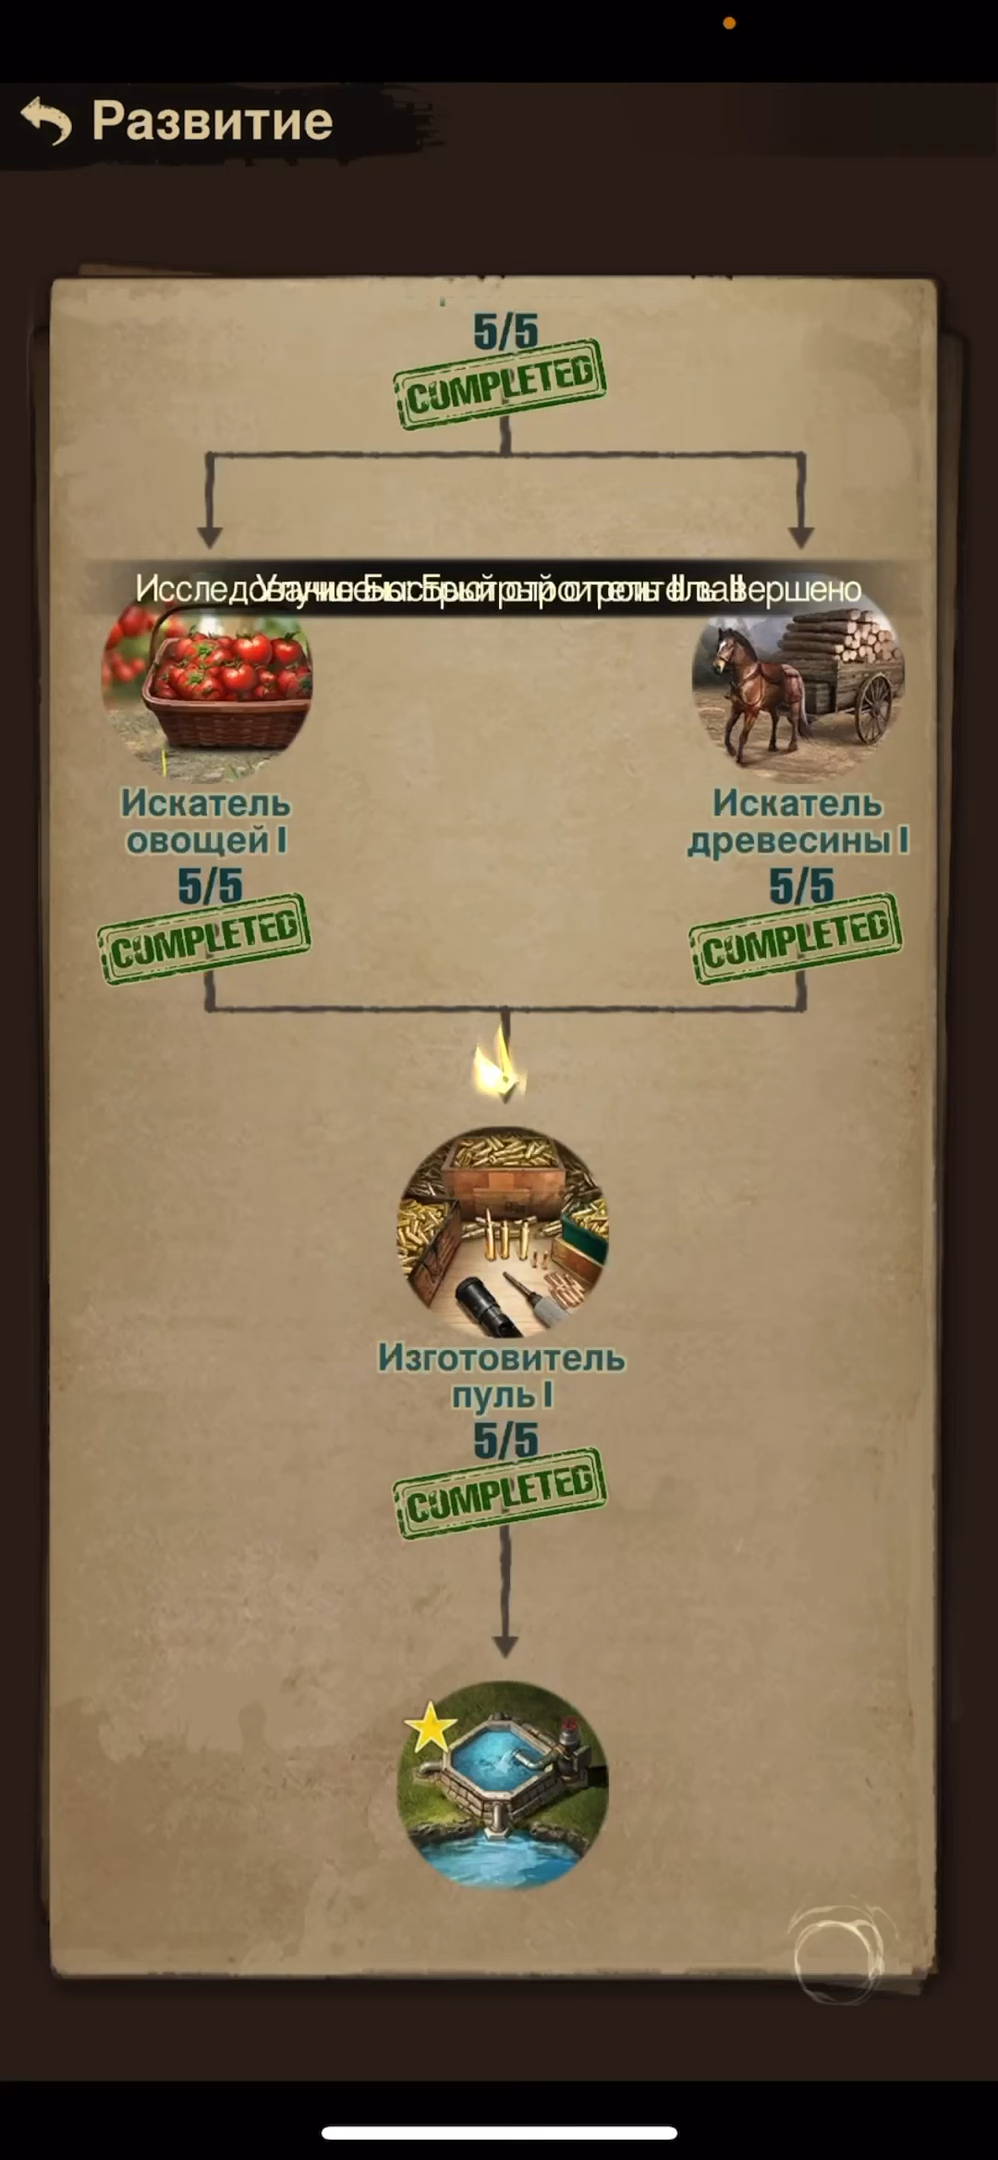 Развитие
5/5
COMPLETED
Искатель
овощей I
5/5
COMPLETED
Искатель
древесины I
5/5
COMPLETED
Изготовитель
пуль I
5/5
COMPLETED